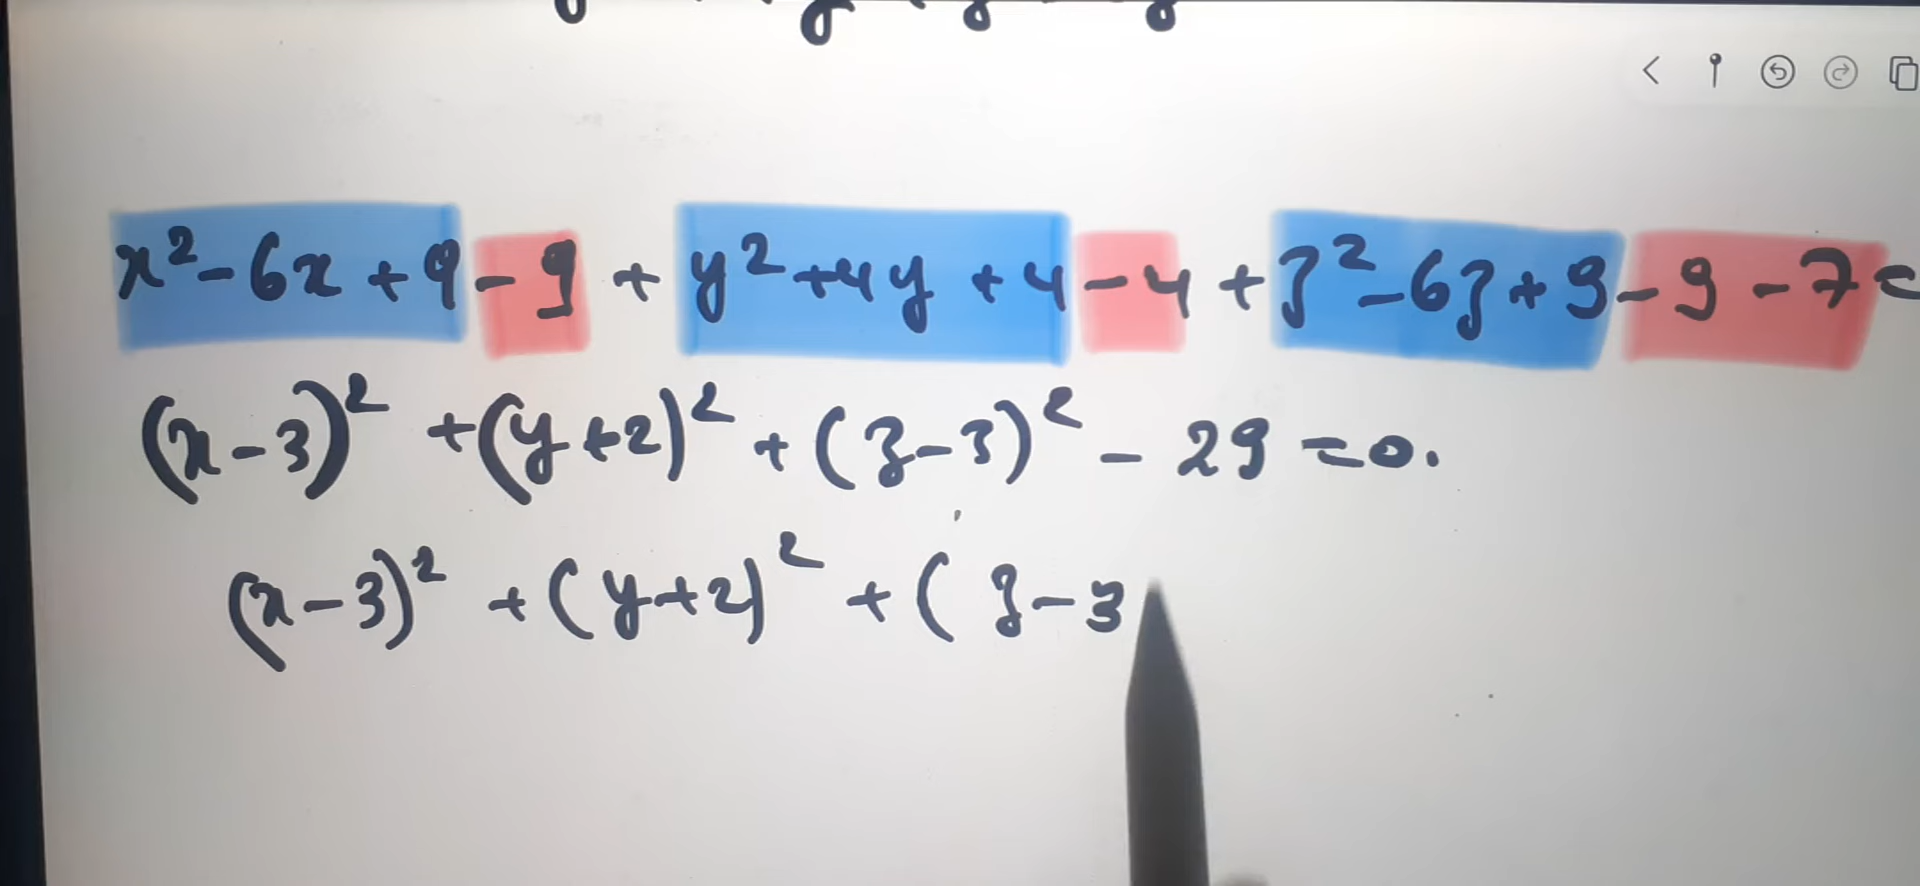 x² - 6x + 9 - 9 + y² + 4y + 4 - 4 + z² - 6z + 9 - 9 - 7 =
(x - 3)² + (y + 2)² + (z - 3)² - 29 = 0.
(x - 3)² + (y + 2)² + (z - 3